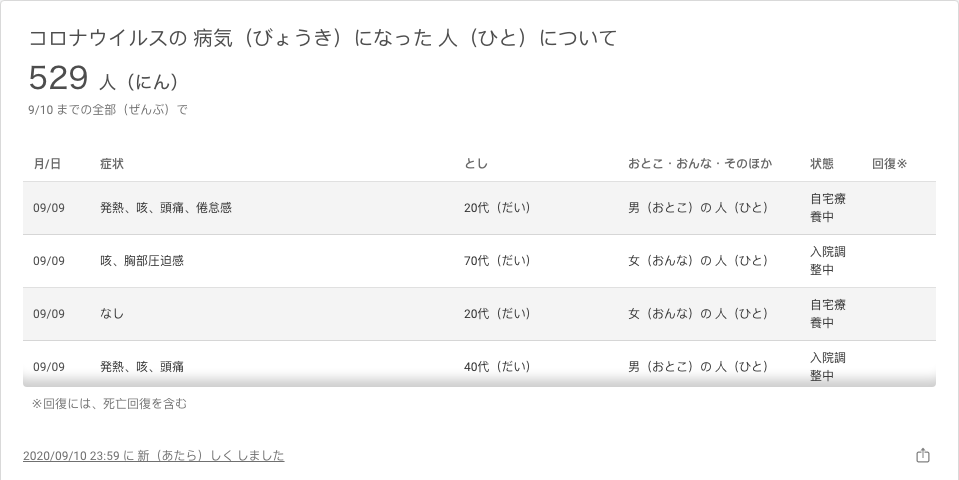 コロナウイルスの 病気（びょうき）になった 人（ひと）について
529 人（にん）
9/10 までの全部（ぜんぶ）で
月/日 症状 とし おとこ・おんな・そのほか 状態 回復※
09/09 発熱、咳、頭痛、倦怠感 20代（だい） 男（おとこ）の 人（ひと） 自宅療
養中
09/09 咳、胸部圧迫感 70代（だい） 女（おんな）の 人（ひと） 入院調
整中
09/09 なし 20代（だい） 女（おんな）の 人（ひと） 自宅療
養中
09/09 発熱、咳、頭痛 40代（だい） 男（おとこ）の 人（ひと） 入院調
整中
※回復には、死亡回復を含む
2020/09/10 23:59 に 新（あたら）しく しました